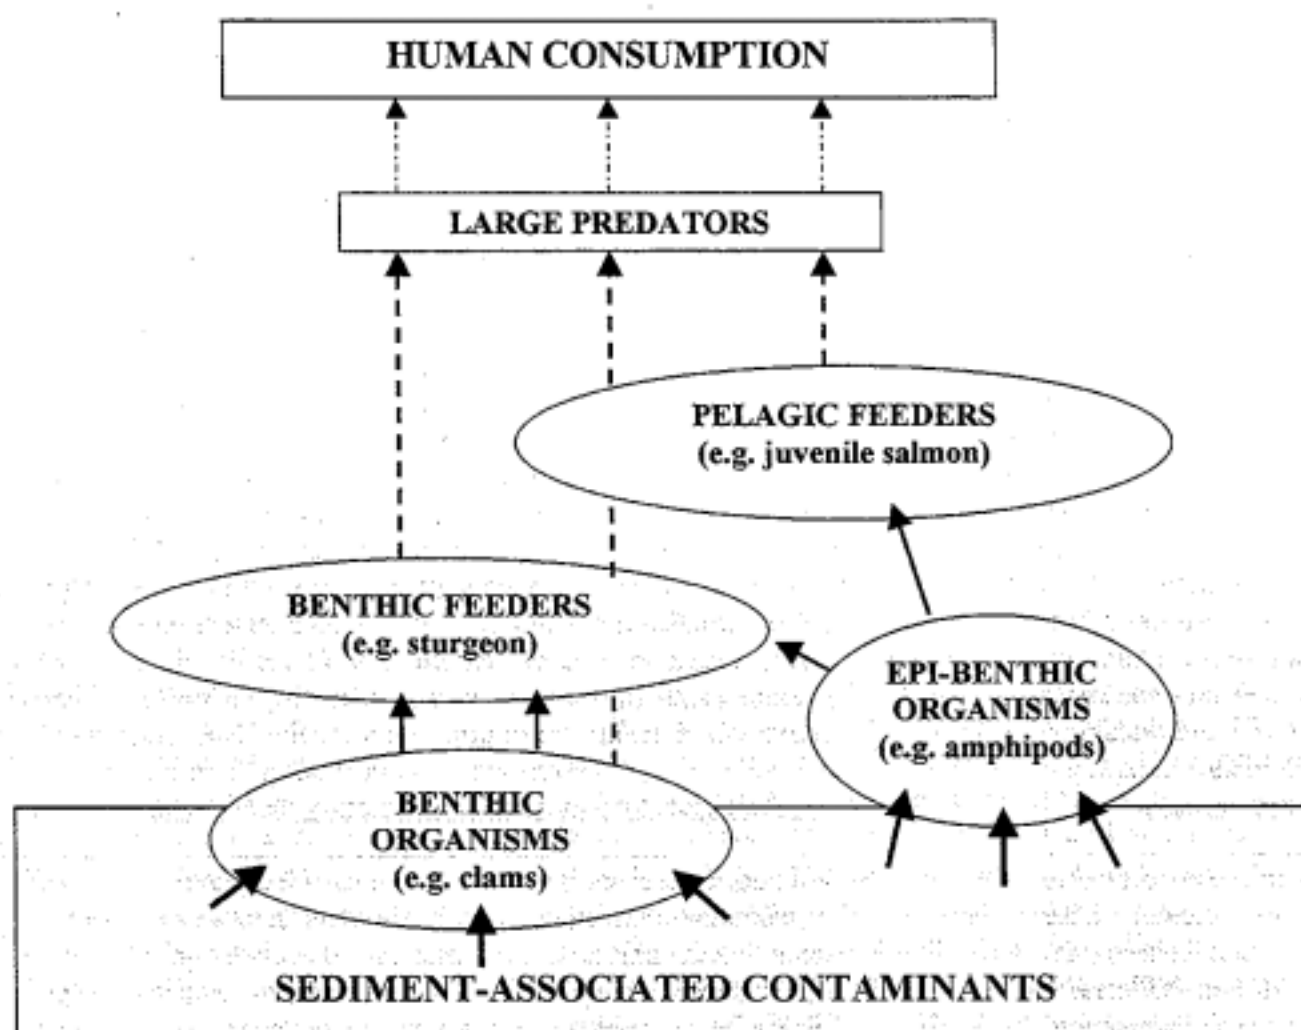 HUMAN CONSUMPTION
LARGE PREDATORS
PELAGIC FEEDERS
(e.g. juvenile salmon)
BENTHIC FEEDERS
(e.g. sturgeon)
EPI-BENTHIC
ORGANISMS
(e.g. amphipods)
BENTHIC
ORGANISMS
(e.g. clams)
SEDIMENT-ASSOCIATED CONTAMINANTS